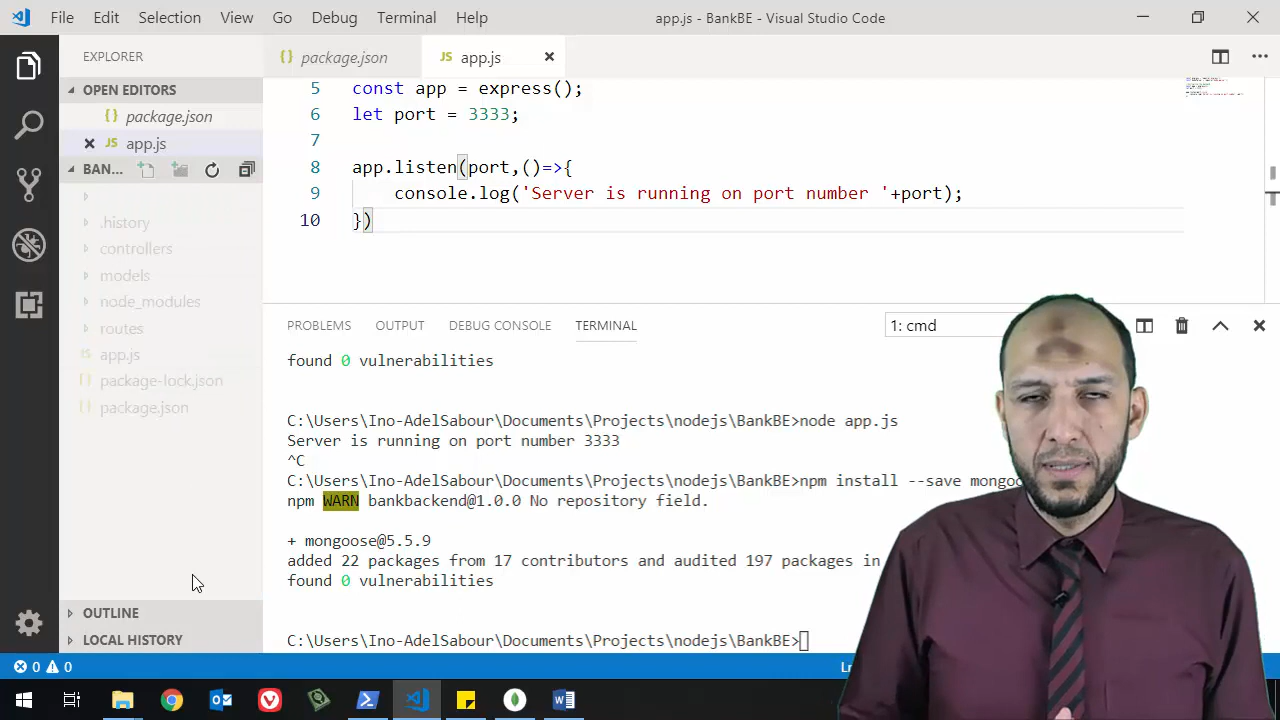 File Edit Selection View Go Debug Terminal Help app.js - BankBE - Visual Studio Code
EXPLORER
OPEN EDITORS
package.json
JS app.js
BAN...
.history
controllers
models
node_modules
routes
app.js
package-lock.json
package.json
OUTLINE
LOCAL HISTORY
package.json JS app.js
5 const app = express();
6 let port = 3333;
7
8 app.listen(port,()=>{
9 console.log('Server is running on port number '+port);
10 })
PROBLEMS OUTPUT DEBUG CONSOLE TERMINAL 1: cmd
found 0 vulnerabilities
C:\Users\Ino-AdelSabour\Documents\Projects\nodejs\BankBE>node app.js
Server is running on port number 3333
^C
C:\Users\Ino-AdelSabour\Documents\Projects\nodejs\BankBE>npm install --save
npm WARN bankbackend@1.0.0 No repository field.
+ mongoose@5.5.9
added 22 packages from 17 contributors and audited 197 packages in
found 0 vulnerabilities
C:\Users\Ino-AdelSabour\Documents\Projects\nodejs\BankBE>
0 0